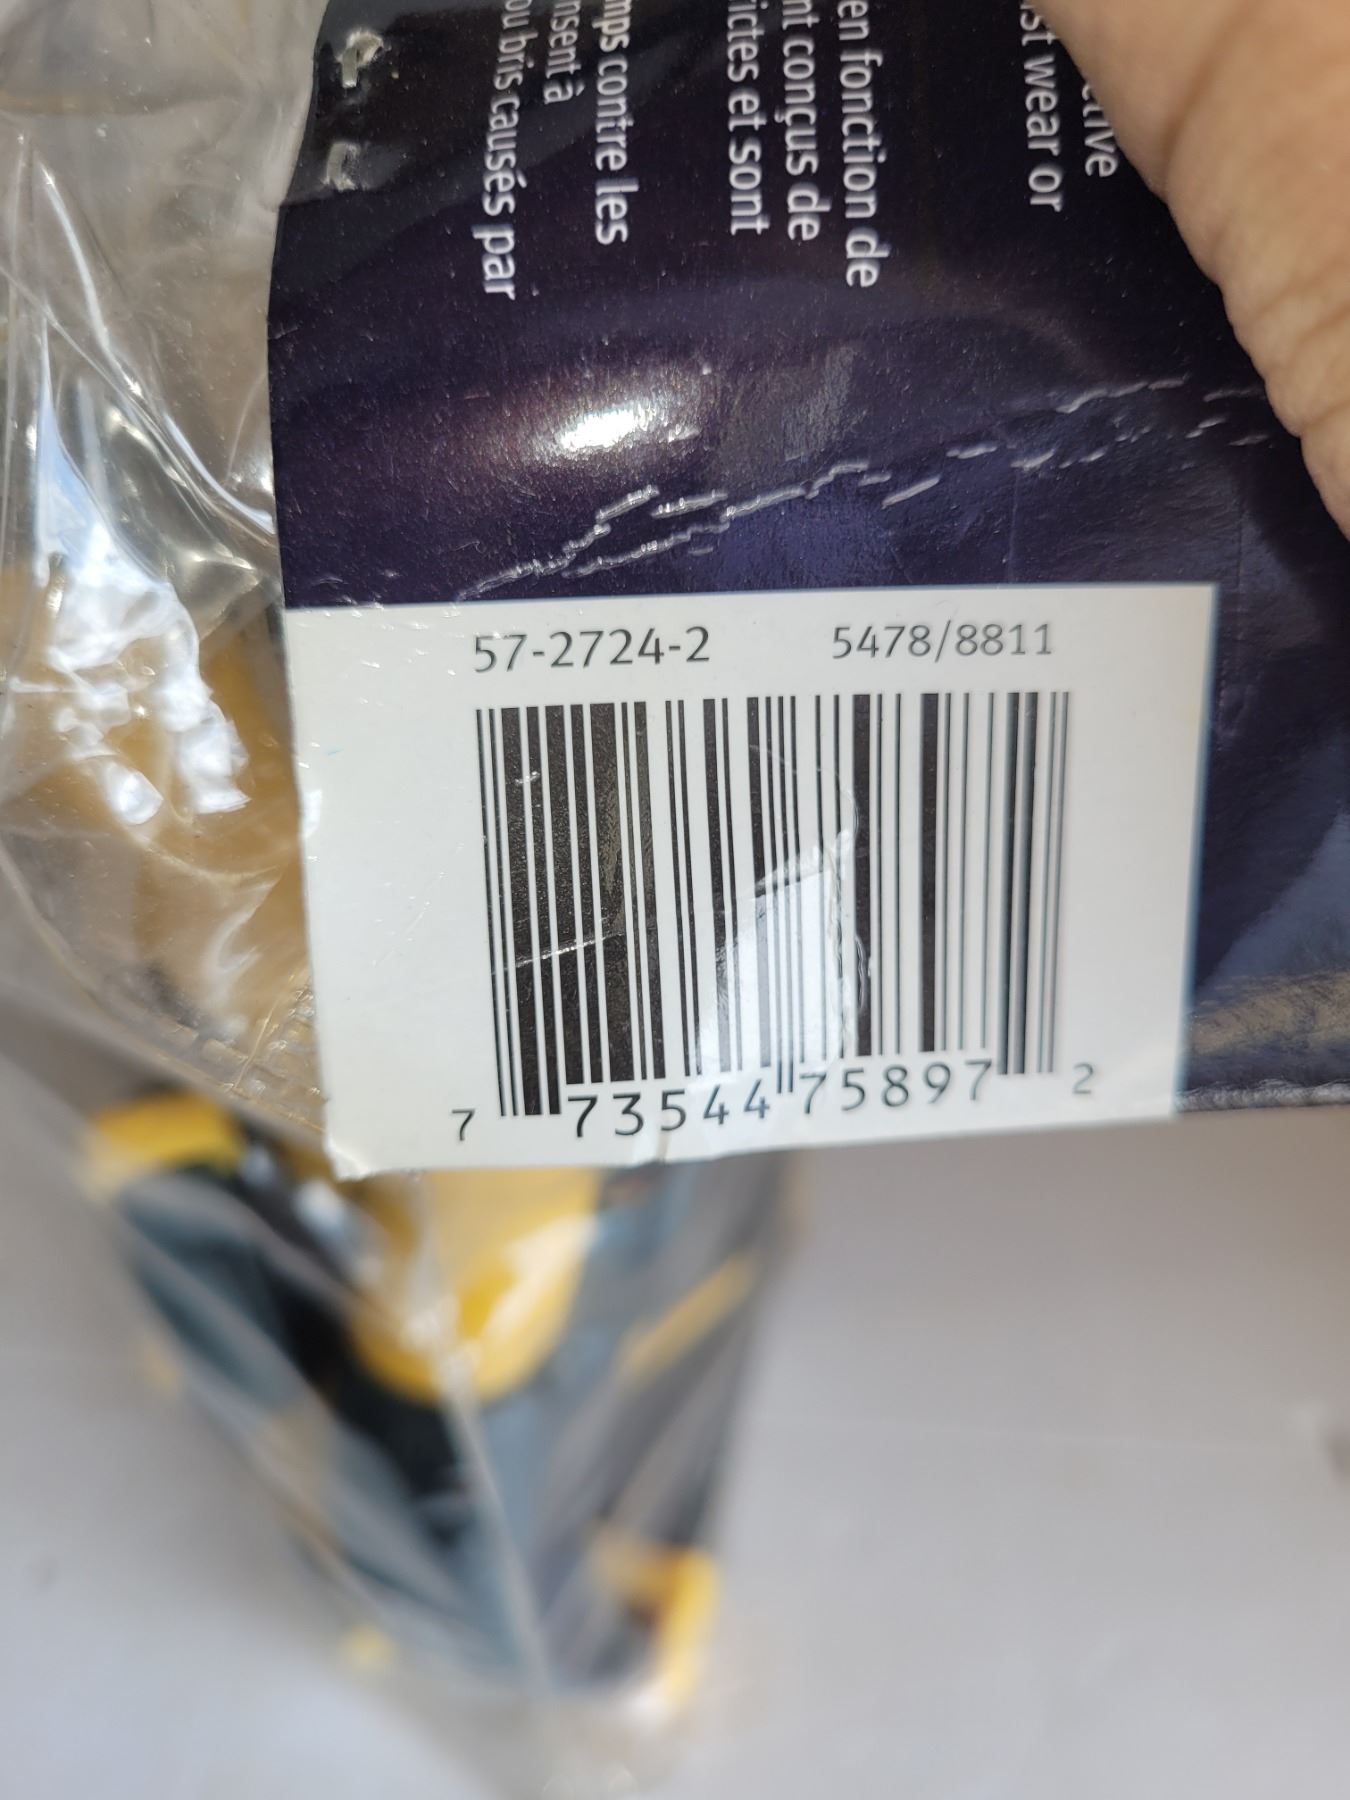 ctive
st wear or
en fonction de
nt conçus de
ictes et sont
mps contre les
nsent à
ou bris causés par
57-2724-2 5478/8811
7 73544 75897 2